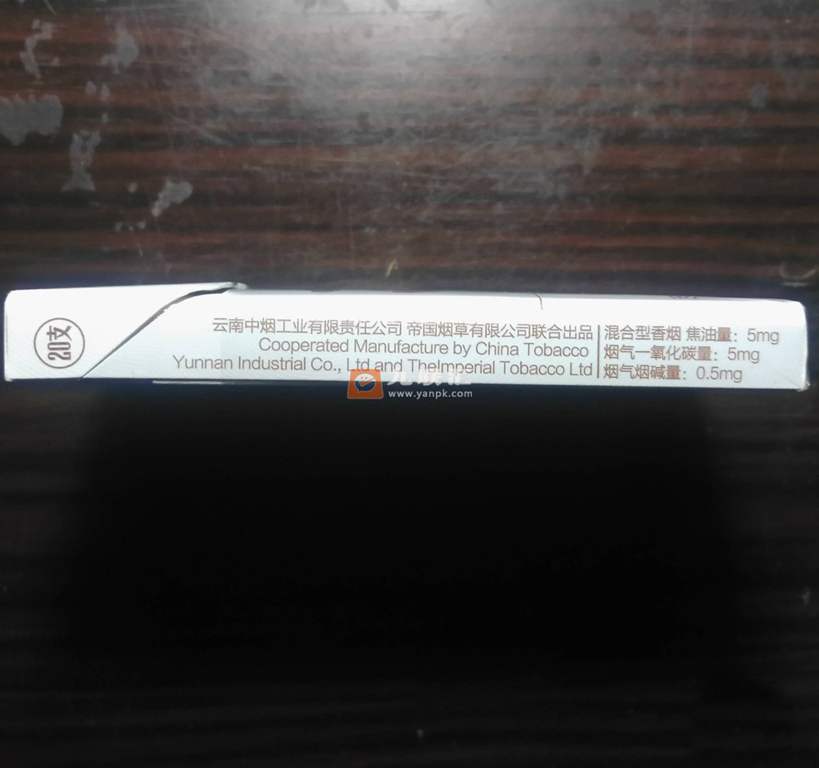 20支
云南中烟工业有限责任公司 帝国烟草有限公司联合出品
Cooperated Manufacture by China Tobacco
Yunnan Industrial Co., Ltd and TheImperial Tobacco Ltd
混合型香烟 焦油量：5mg
烟气一氧化碳量：5mg
烟气烟碱量：0.5mg
www.yanpk.com